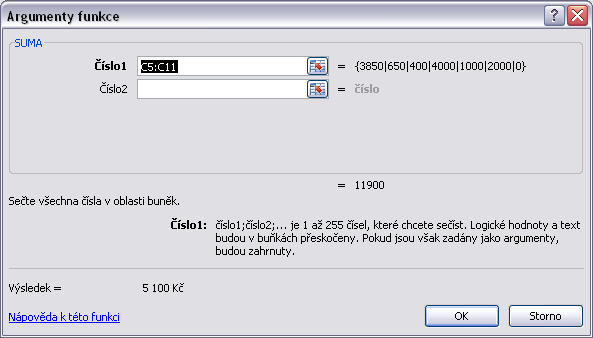 Argumenty funkce
SUMA
Číslo1 C5:C11 = {3850|650|400|4000|1000|2000|0}
Číslo2 = číslo
= 11900
Sečte všechna čísla v oblasti buněk.
Číslo1: číslo1;číslo2;... je 1 až 255 čísel, které chcete sečíst. Logické hodnoty a text
budou v buňkách přeskočeny. Pokud jsou však zadány jako argumenty,
budou zahrnuty.
Výsledek = 5 100 Kč
Nápověda k této funkci OK Storno